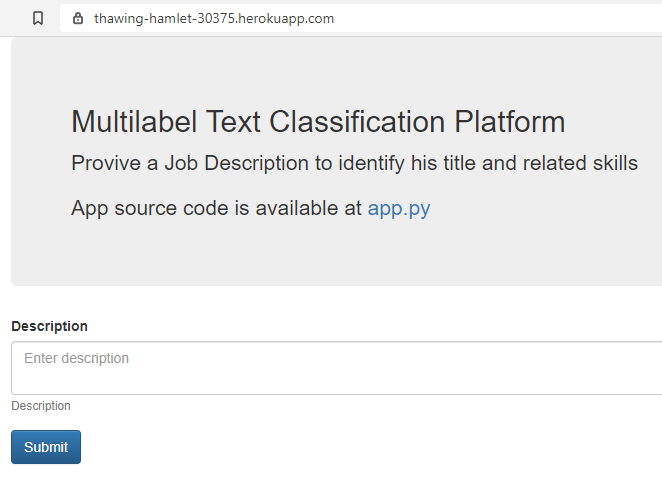 thawing-hamlet-30375.herokuapp.com
Multilabel Text Classification Platform
Provive a Job Description to identify his title and related skills
App source code is available at app.py
Description
Enter description
Description
Submit